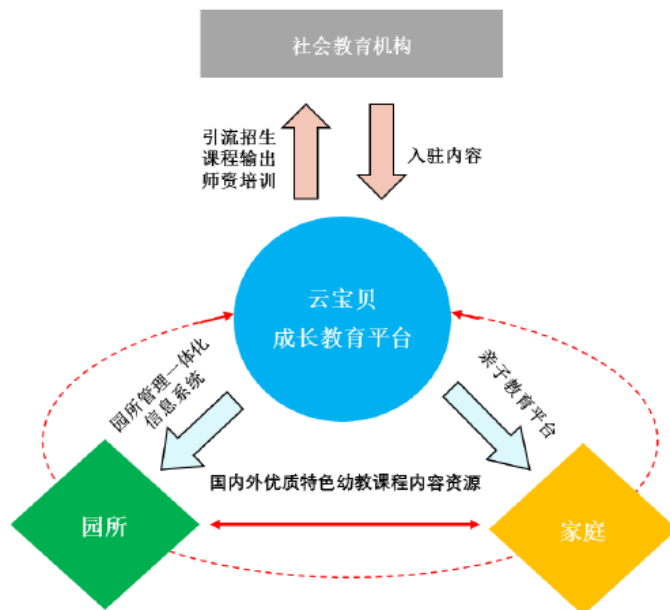 社会教育机构
引流招生
课程输出
师资培训
入驻内容
云宝贝
成长教育平台
园所管理一体化
信息系统
亲子教育平台
国内外优质特色幼教课程内容资源
园所
家庭